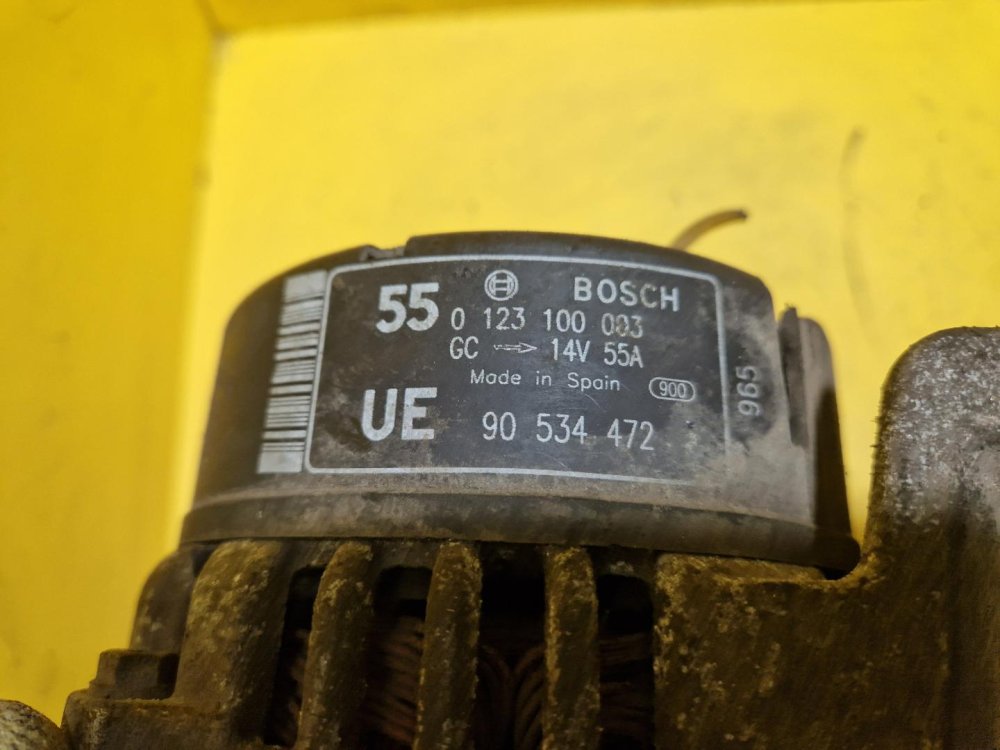 55 BOSCH
0 123 100 003
GC 14V 55A
Made in Spain 900
UE 90 534 472
965